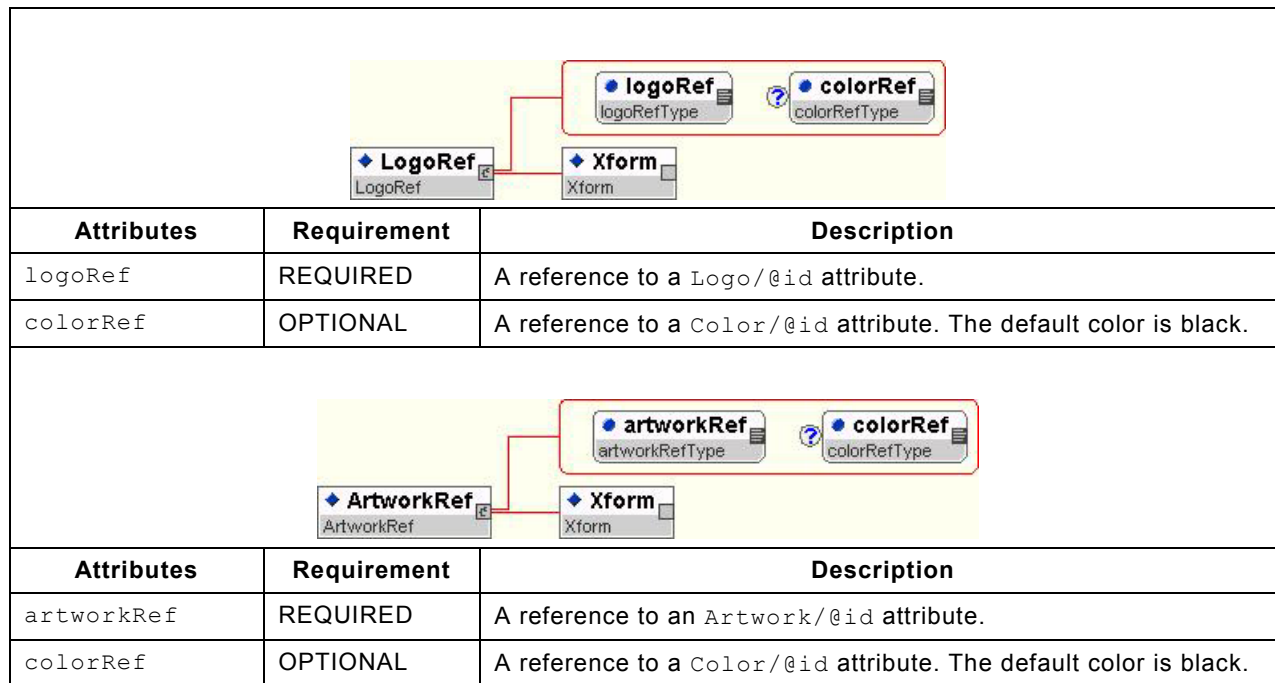 logoRef ? colorRef
logoRefType colorRefType
LogoRef Xform
LogoRef Xform
Attributes Requirement Description
logoRef REQUIRED A reference to a Logo/@id attribute.
colorRef OPTIONAL A reference to a Color/@id attribute. The default color is black.
artworkRef ? colorRef
artworkRefType colorRefType
ArtworkRef Xform
ArtworkRef Xform
Attributes Requirement Description
artworkRef REQUIRED A reference to an Artwork/@id attribute.
colorRef OPTIONAL A reference to a Color/@id attribute. The default color is black.